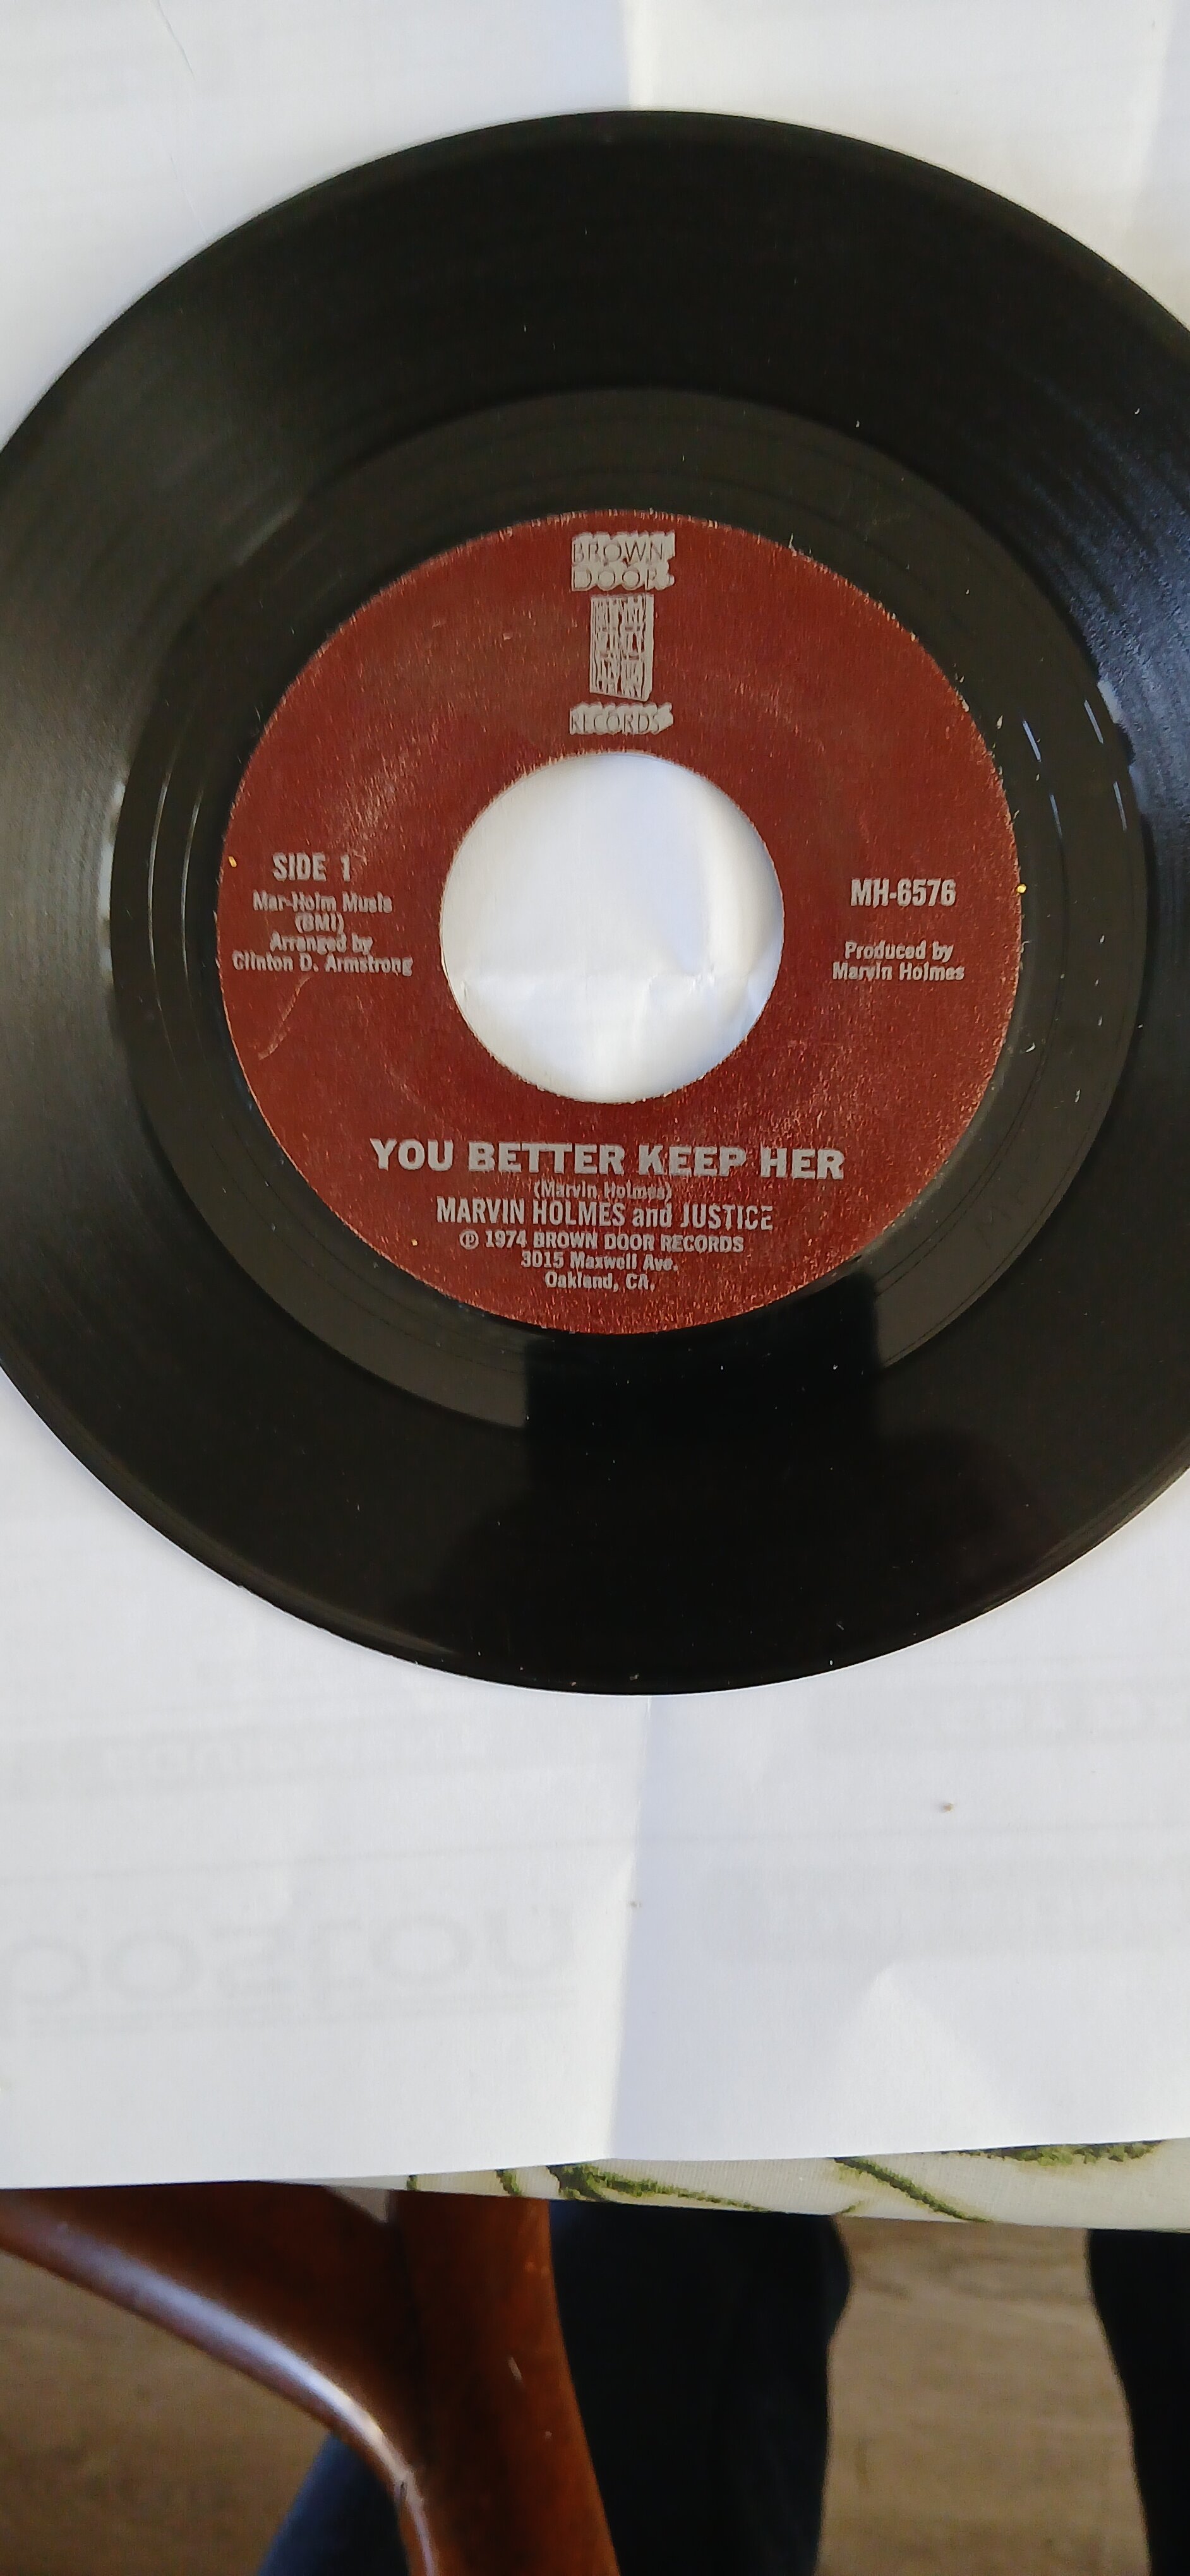 BROWN
DOOR
RECORDS
SIDE 1
Mar-Holm Music
(BMI)
Arranged by
Clinton D. Armstrong
MH-6576
Produced by
Marvin Holmes
YOU BETTER KEEP HER
(Marvin Holmes)
MARVIN HOLMES and JUSTICE
℗ 1974 BROWN DOOR RECORDS
3015 Maxwell Ave.
Oakland, CA.
boston